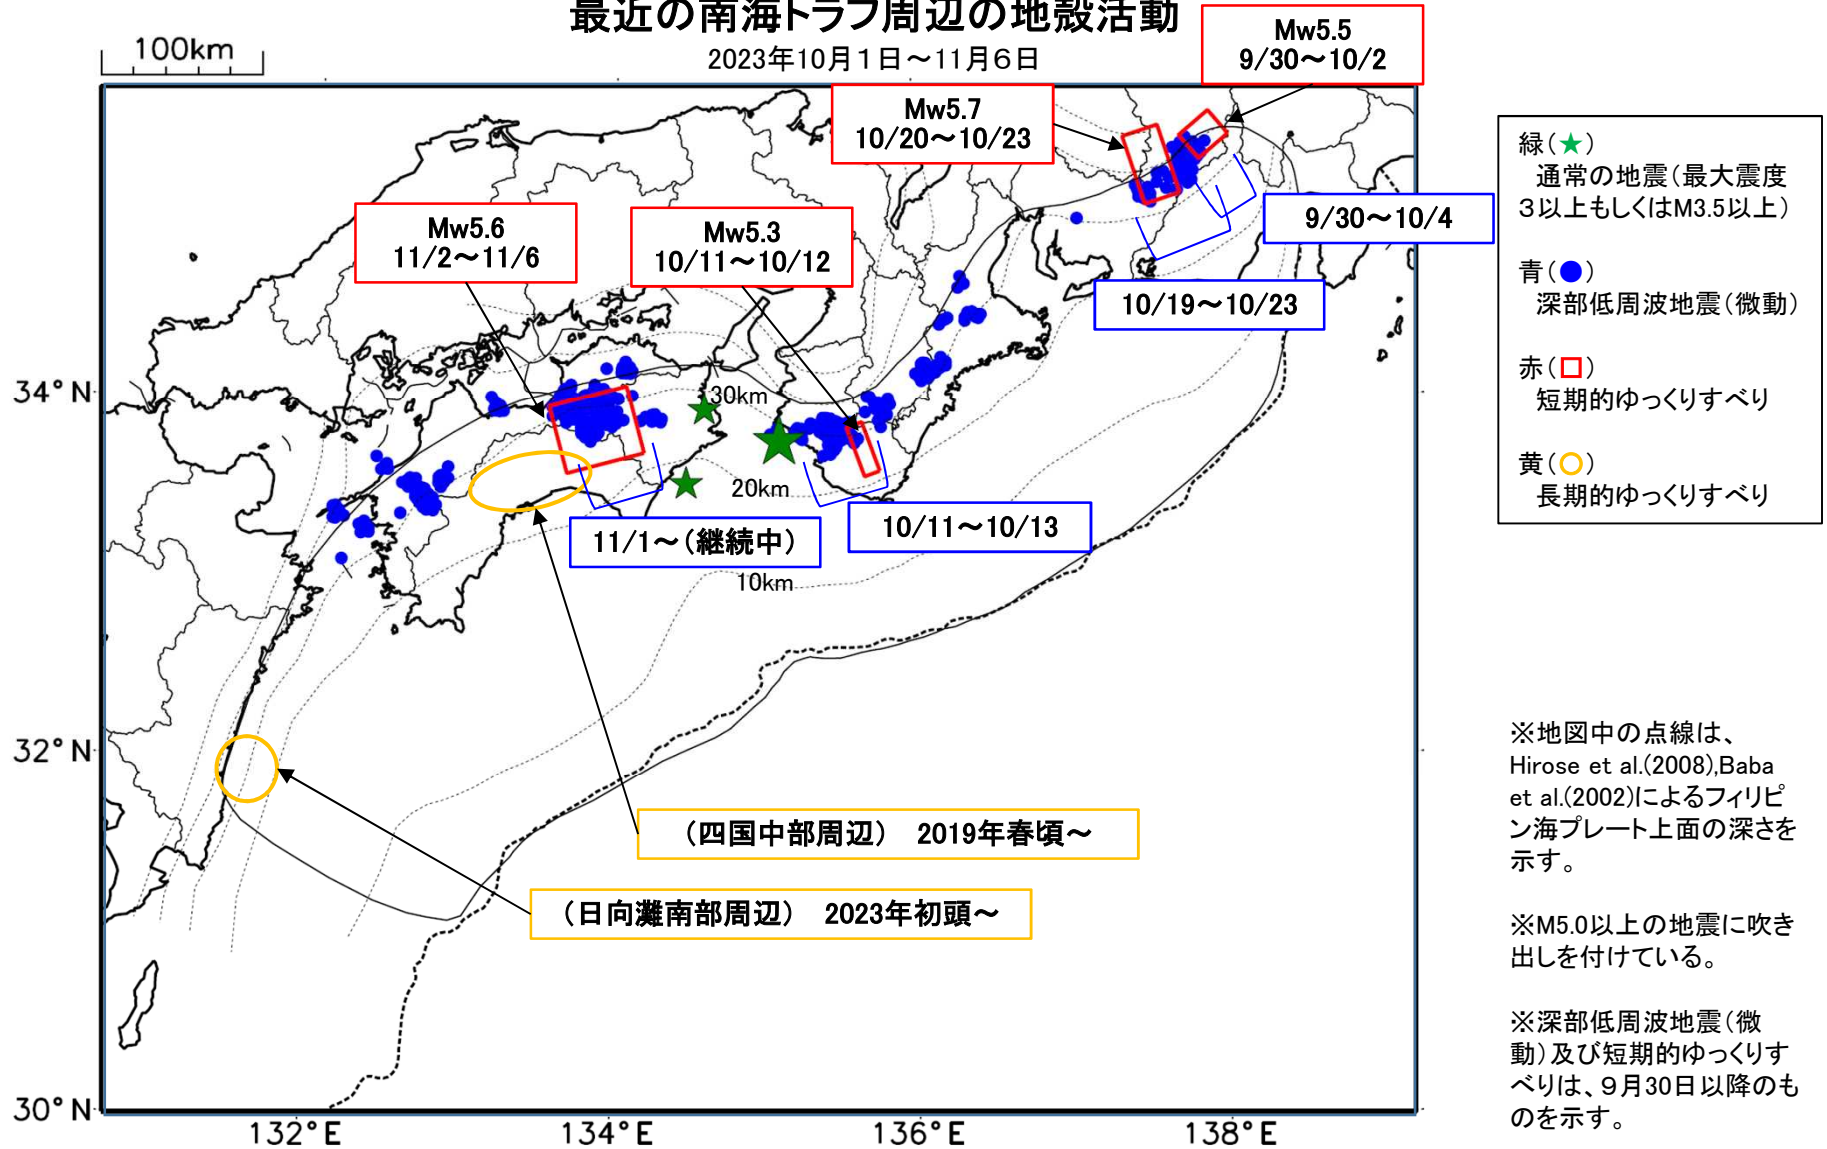 最近の南海トラフ周辺の地殻活動
2023年10月１日～11月６日
100km
Mw5.5
9/30～10/2
Mw5.7
10/20～10/23
Mw5.6
11/2～11/6
Mw5.3
10/11～10/12
9/30～10/4
10/19～10/23
30km
20km
10km
11/1～（継続中）
10/11～10/13
（四国中部周辺）　2019年春頃～
（日向灘南部周辺）　2023年初頭～
34°N
32°N
30°N
132°E
134°E
136°E
138°E
緑（★）
通常の地震（最大震度
３以上もしくはM3.5以上）
青（●）
深部低周波地震（微動）
赤（□）
短期的ゆっくりすべり
黄（○）
長期的ゆっくりすべり
※地図中の点線は、
Hirose et al.(2008),Baba
et al.(2002)によるフィリピ
ン海プレート上面の深さを
示す。
※M5.0以上の地震に吹き
出しを付けている。
※深部低周波地震（微
動）及び短期的ゆっくりす
べりは、９月30日以降のも
のを示す。